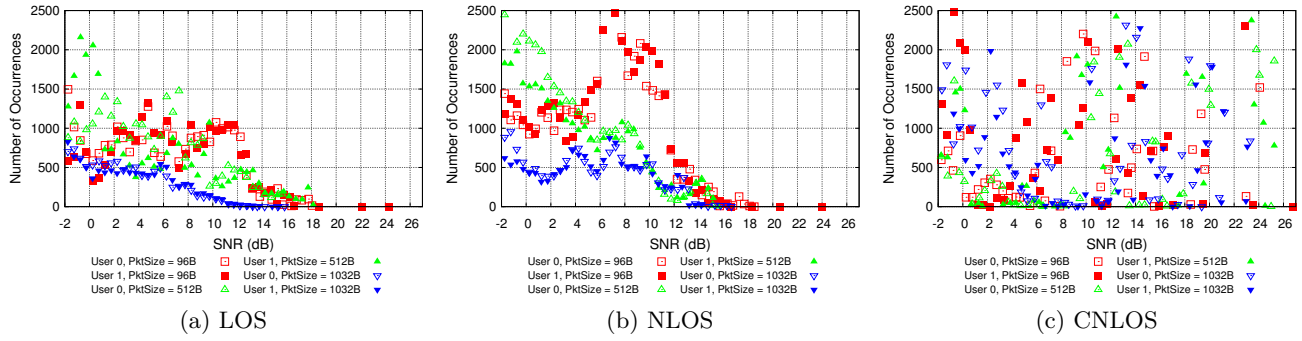 Number of Occurrences
2500
2000
1500
1000
500
0
-2 0 2 4 6 8 10 12 14 16 18 20 22 24 26
SNR (dB)
User 0, PktSize = 96B
User 1, PktSize = 96B
User 0, PktSize = 512B
User 1, PktSize = 512B
User 0, PktSize = 1032B
User 1, PktSize = 1032B
(a) LOS
Number of Occurrences
2500
2000
1500
1000
500
0
-2 0 2 4 6 8 10 12 14 16 18 20 22 24 26
SNR (dB)
User 0, PktSize = 96B
User 1, PktSize = 96B
User 0, PktSize = 512B
User 1, PktSize = 512B
User 0, PktSize = 1032B
User 1, PktSize = 1032B
(b) NLOS
Number of Occurrences
2500
2000
1500
1000
500
0
-2 0 2 4 6 8 10 12 14 16 18 20 22 24 26
SNR (dB)
User 0, PktSize = 96B
User 1, PktSize = 96B
User 0, PktSize = 512B
User 1, PktSize = 512B
User 0, PktSize = 1032B
User 1, PktSize = 1032B
(c) CNLOS